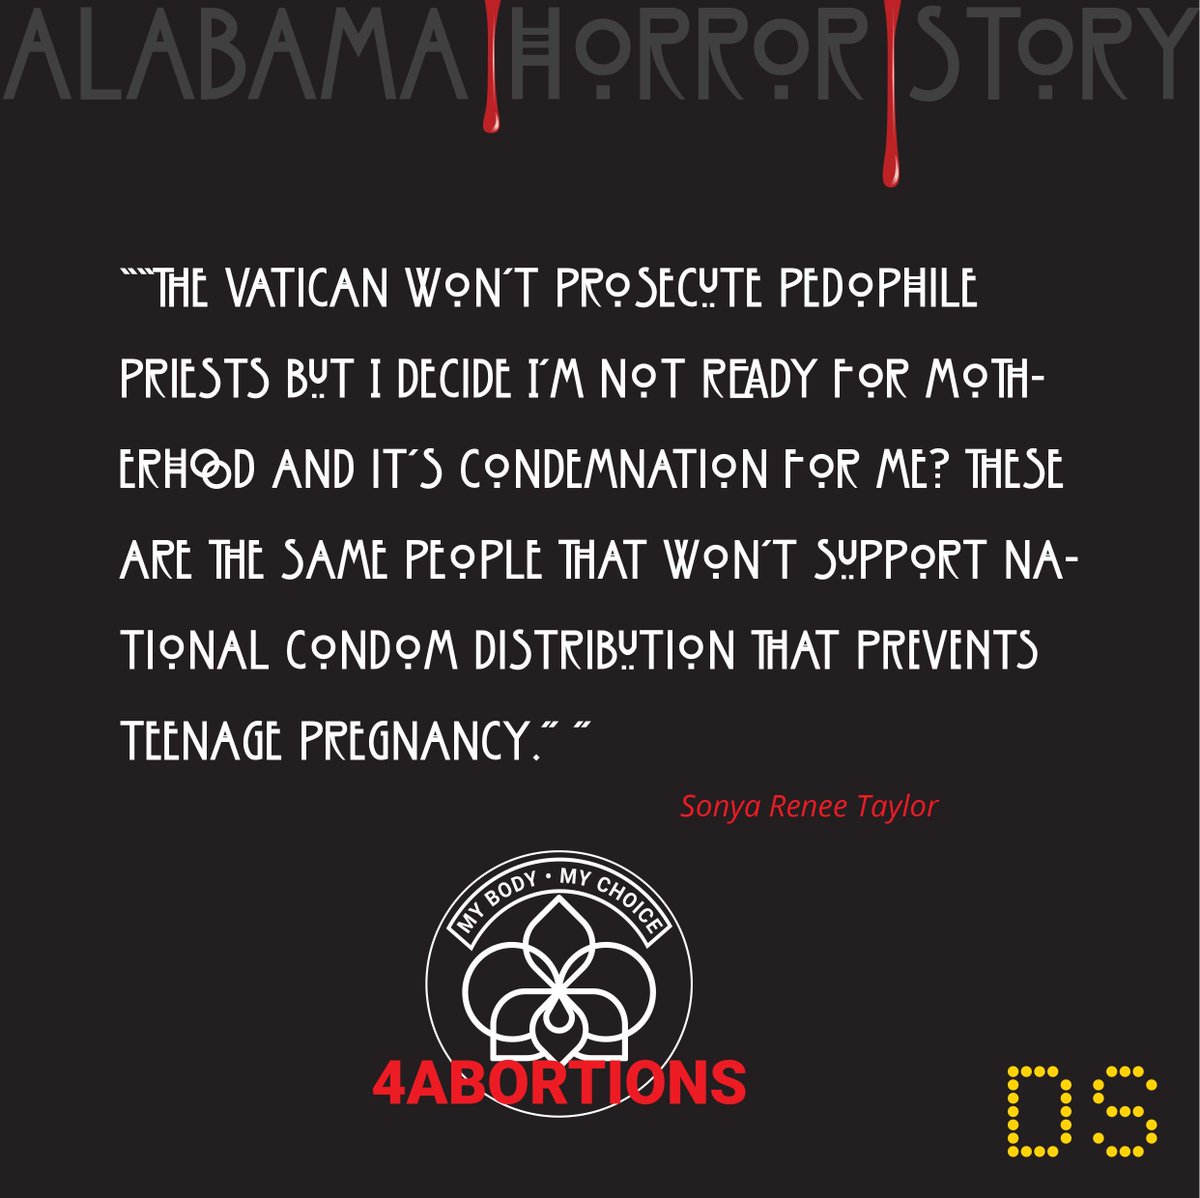 ALABAMA HORROR STORY
““THE VATICAN WON´T PROSECUTE PEDOPHILE
PRIESTS BUT I DECIDE I´M NOT READY FOR MOTH-
ERHOOD AND IT´S CONDEMNATION FOR ME? THESE
ARE THE SAME PEOPLE THAT WON´T SUPPORT NA-
TIONAL CONDOM DISTRIBUTION THAT PREVENTS
TEENAGE PREGNANCY.” ”
Sonya Renee Taylor
MY BODY • MY CHOICE
4ABORTIONS
DS